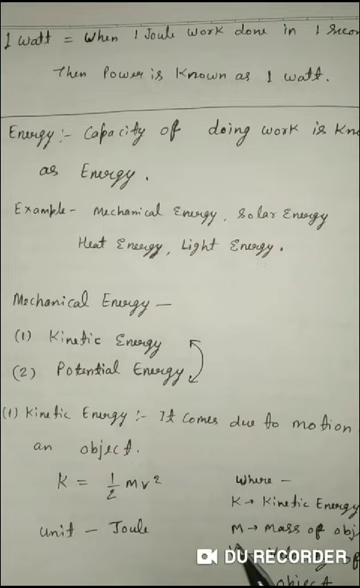 1 Watt = When 1 Joule work done in 1
Then Power is Known as 1 watt.
Energy :- Capacity of doing work is
as Energy.
Example - Mechanical Energy, Solar Energy
Heat Energy, Light Energy.
Mechanical Energy —
(1) Kinetic Energy
(2) Potential Energy
(1) Kinetic Energy :- It comes due to motion
an object.
K = 1/2 mv²
Where —
K → Kinetic Energy
Unit - Joule
M → Mass of obj
DU RECORDER